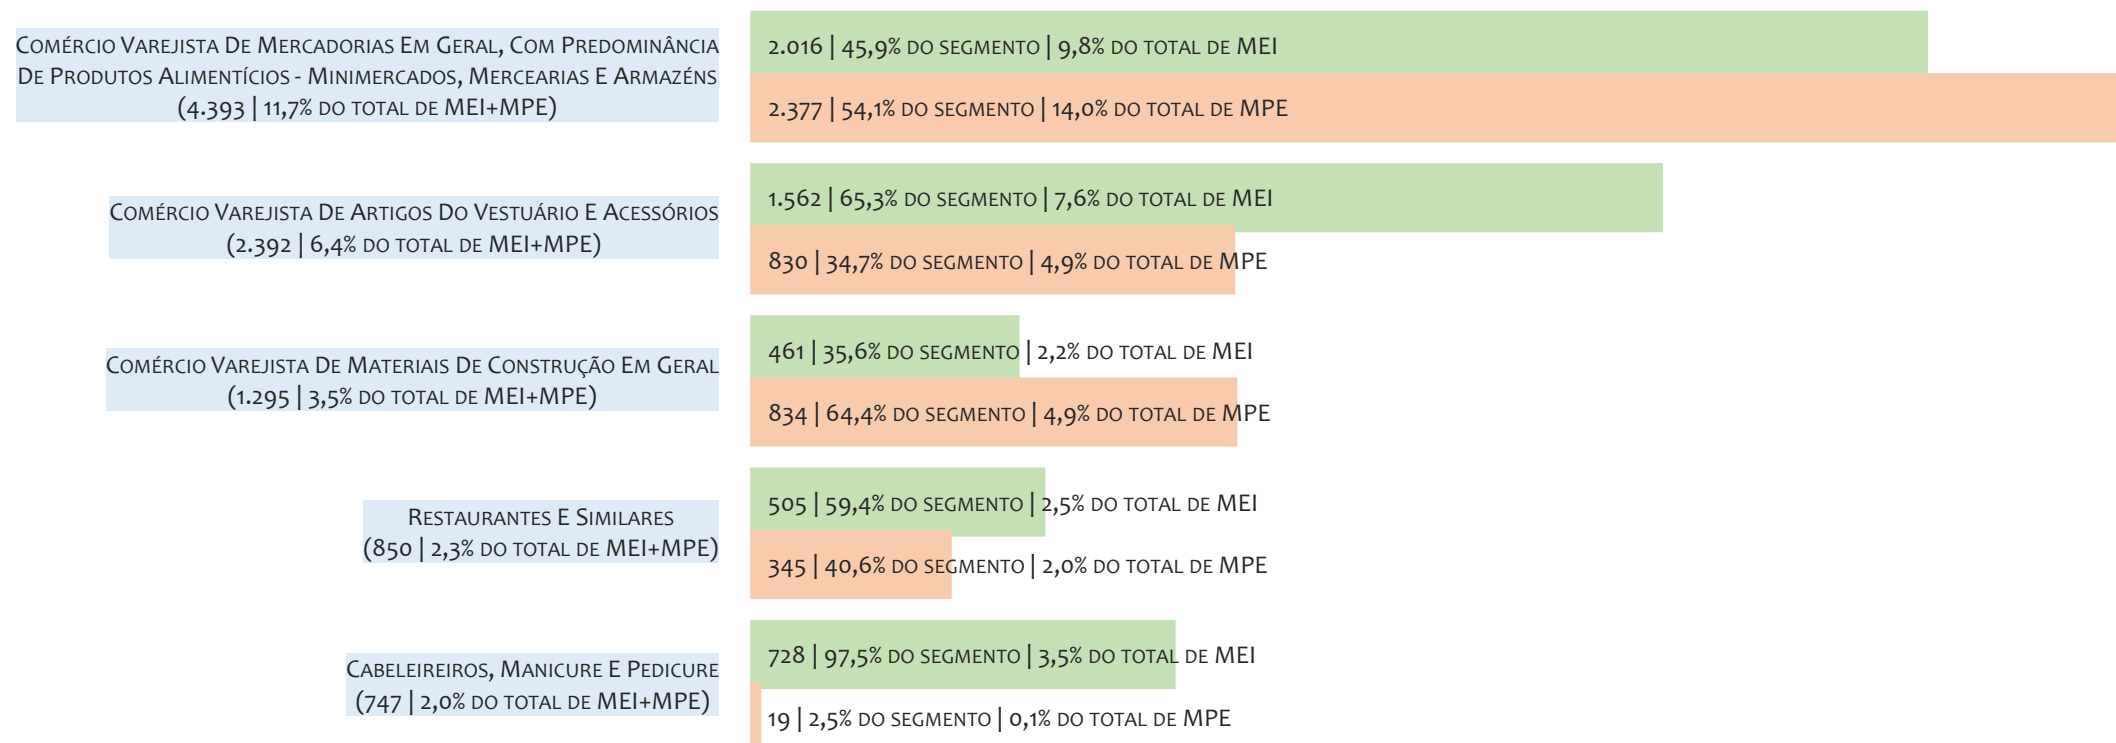 Comércio Varejista De Mercadorias Em Geral, Com Predominância
De Produtos Alimentícios - Minimercados, Mercearias E Armazéns
(4.393 | 11,7% do total de MEI+MPE)
2.016 | 45,9% do segmento | 9,8% do total de MEI
2.377 | 54,1% do segmento | 14,0% do total de MPE
Comércio Varejista De Artigos Do Vestuário E Acessórios
(2.392 | 6,4% do total de MEI+MPE)
1.562 | 65,3% do segmento | 7,6% do total de MEI
830 | 34,7% do segmento | 4,9% do total de MPE
Comércio Varejista De Materiais De Construção Em Geral
(1.295 | 3,5% do total de MEI+MPE)
461 | 35,6% do segmento | 2,2% do total de MEI
834 | 64,4% do segmento | 4,9% do total de MPE
Restaurantes E Similares
(850 | 2,3% do total de MEI+MPE)
505 | 59,4% do segmento | 2,5% do total de MEI
345 | 40,6% do segmento | 2,0% do total de MPE
Cabeleireiros, Manicure E Pedicure
(747 | 2,0% do total de MEI+MPE)
728 | 97,5% do segmento | 3,5% do total de MEI
19 | 2,5% do segmento | 0,1% do total de MPE